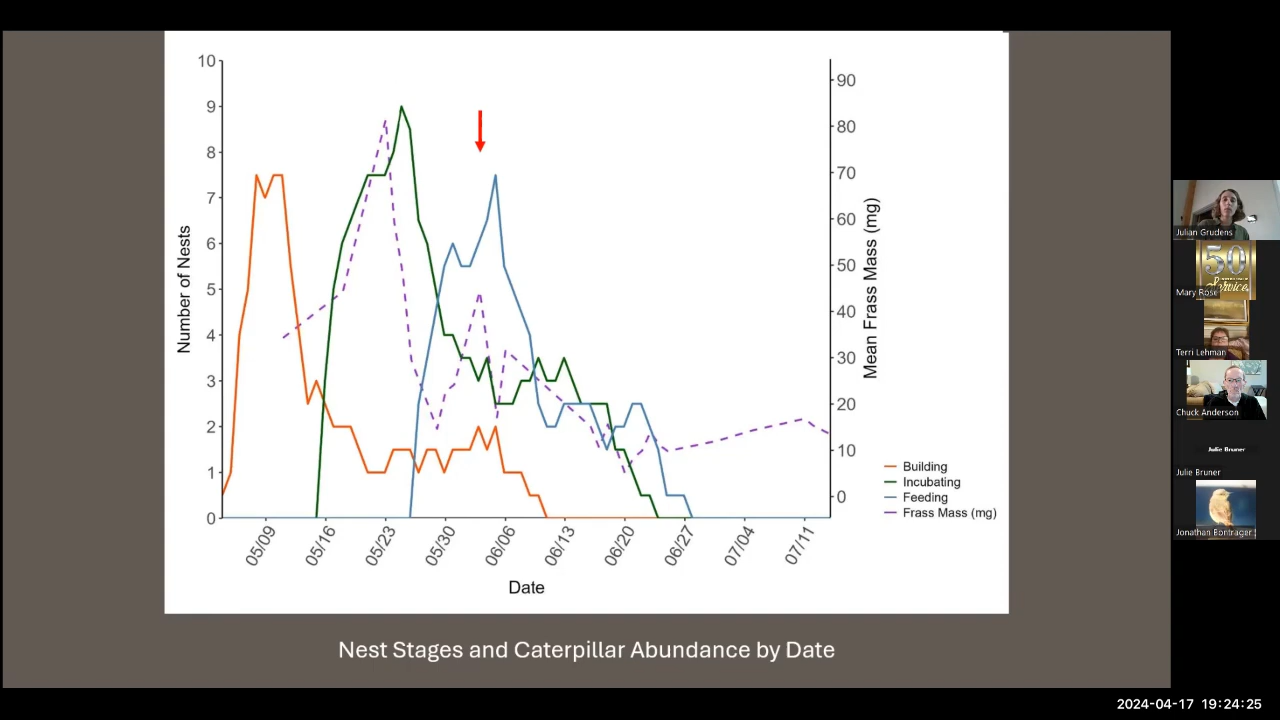 10
9
8
7
6
5
4
3
2
1
0
Number of Nests
90
80
70
60
50
40
30
20
10
0
Mean Frass Mass (mg)
05/09 05/16 05/23 05/30 06/06 06/13 06/20 06/27 07/04 07/11
Date
Building
Incubating
Feeding
Frass Mass (mg)
Nest Stages and Caterpillar Abundance by Date
Julian Grudens
50
Service
Mary Rose
Terri Lehman
Chuck Anderson
Julie Bruner
Julie Bruner
Jonathan Bontrager
2024-04-17 19:24:25